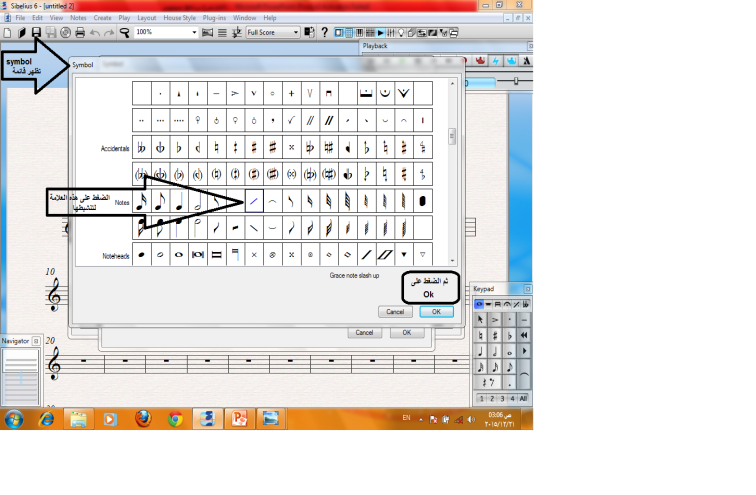 Sibelius 6 - [untitled 2]
File Edit View Notes Create Play Layout House Style Plug-ins Window Help
100% Full Score
Playback
symbol
تظهر قائمة
Symbol
Accidentals
Notes
الضغط على هذه العلامة
لتنشيطها
Noteheads
Grace note slash up
ثم الضغط على
Ok
Cancel OK
Cancel OK
10
Keypad
Navigator
20
1 2 3 4 All
EN
03:06 ص
٢٠١٥/١٢/٢١